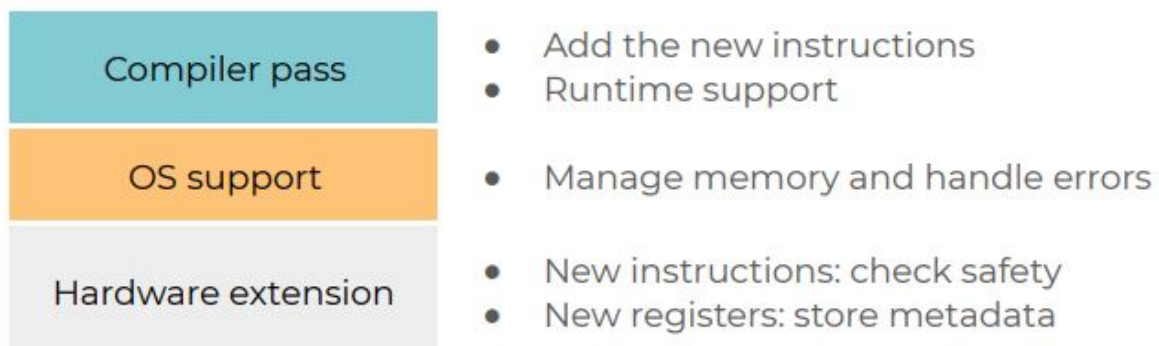 Compiler pass
● Add the new instructions
● Runtime support
OS support
● Manage memory and handle errors
Hardware extension
● New instructions: check safety
● New registers: store metadata